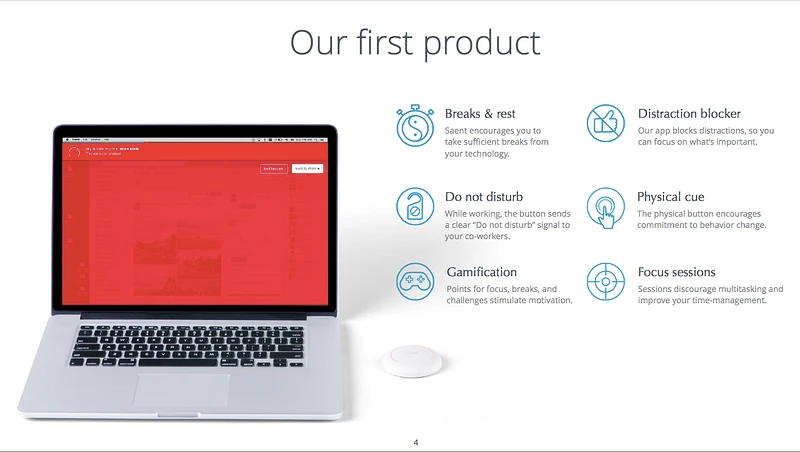 Our first product
Breaks & rest
Saent encourages you to
take sufficient breaks from
your technology.
Distraction blocker
Our app blocks distractions, so you
can focus on what's important.
Do not disturb
While working, the button sends
a clear "Do not disturb" signal to
your co-workers.
Physical cue
The physical button encourages
commitment to behavior change.
Gamification
Points for focus, breaks, and
challenges stimulate motivation.
Focus sessions
Sessions discourage multitasking and
improve your time-management.
4